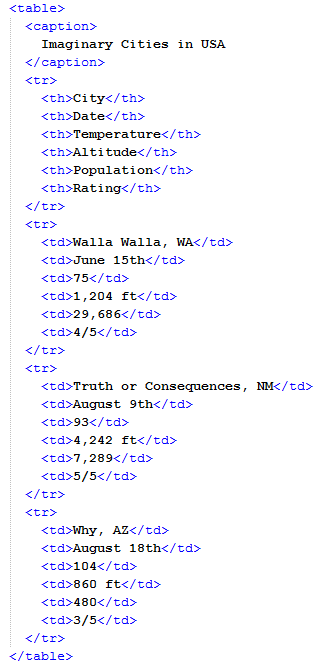 <table>
<caption>
Imaginary Cities in USA
</caption>
<tr>
<th>City</th>
<th>Date</th>
<th>Temperature</th>
<th>Altitude</th>
<th>Population</th>
<th>Rating</th>
</tr>
<tr>
<td>Walla Walla, WA</td>
<td>June 15th</td>
<td>75</td>
<td>1,204 ft</td>
<td>29,686</td>
<td>4/5</td>
</tr>
<tr>
<td>Truth or Consequences, NM</td>
<td>August 9th</td>
<td>93</td>
<td>4,242 ft</td>
<td>7,289</td>
<td>5/5</td>
</tr>
<tr>
<td>Why, AZ</td>
<td>August 18th</td>
<td>104</td>
<td>860 ft</td>
<td>480</td>
<td>3/5</td>
</tr>
</table>